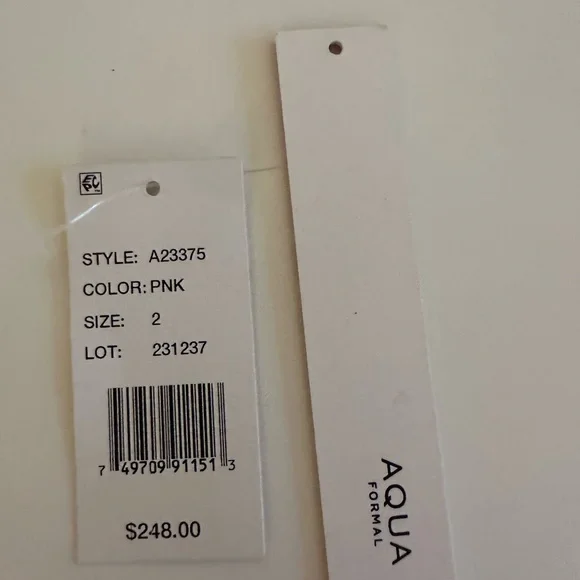 STYLE: A23375
COLOR: PNK
SIZE: 2
LOT: 231237
7 49709 91151 3
$248.00
AQUA
FORMAL